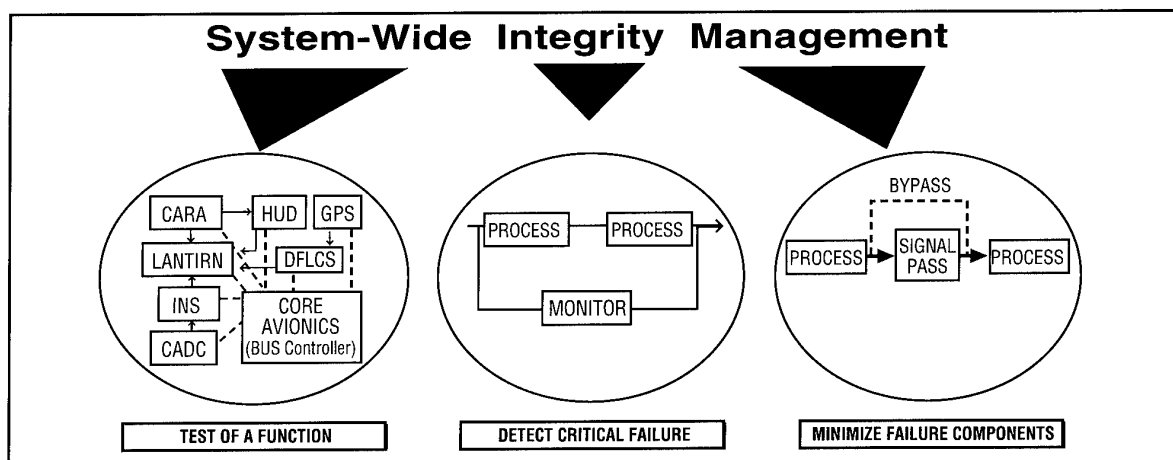 System-Wide Integrity Management
CARA
HUD
GPS
LANTIRN
DFLCS
INS
CADC
CORE
AVIONICS
(BUS Controller)
TEST OF A FUNCTION
PROCESS
PROCESS
MONITOR
DETECT CRITICAL FAILURE
BYPASS
PROCESS
SIGNAL
PASS
PROCESS
MINIMIZE FAILURE COMPONENTS